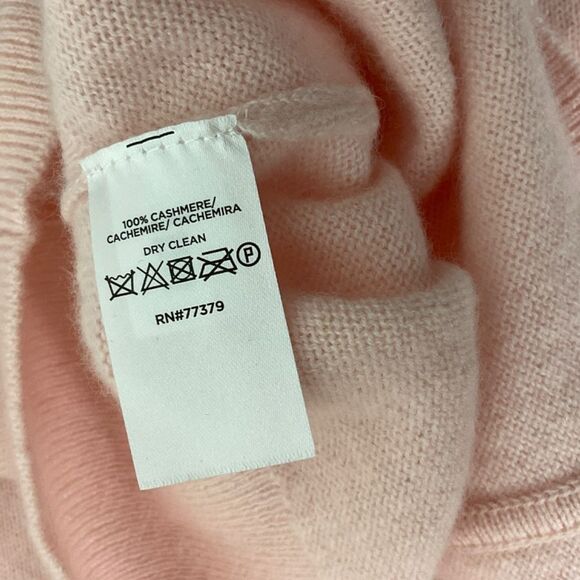 100% CASHMERE/
CACHEMIRE/ CACHEMIRA
DRY CLEAN
P
RN#77379